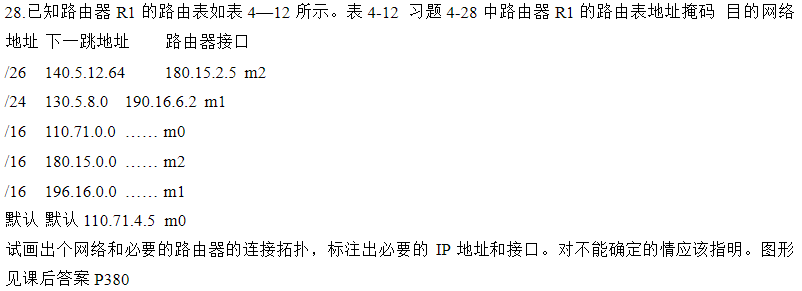 28.已知路由器 R1 的路由表如表 4—12 所示。表 4-12 习题 4-28 中路由器 R1 的路由表地址掩码 目的网络
地址 下一跳地址 路由器接口
/26 140.5.12.64 180.15.2.5 m2
/24 130.5.8.0 190.16.6.2 m1
/16 110.71.0.0 …… m0
/16 180.15.0.0 …… m2
/16 196.16.0.0 …… m1
默认 默认 110.71.4.5 m0
试画出个网络和必要的路由器的连接拓扑，标注出必要的 IP 地址和接口。对不能确定的情应该指明。图形
见课后答案 P380